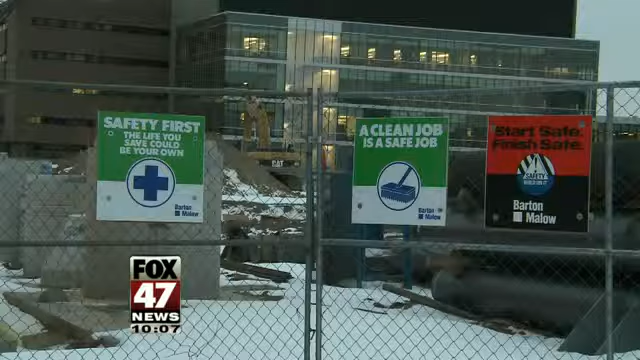 SAFETY FIRST
THE LIFE YOU
SAVE COULD
BE YOUR OWN
Barton
Malow
A CLEAN JOB
IS A SAFE JOB
Barton
Malow
Start Safe.
Finish Safe.
SAFETY
Barton
Malow
CAT
FOX
47
NEWS
10:07